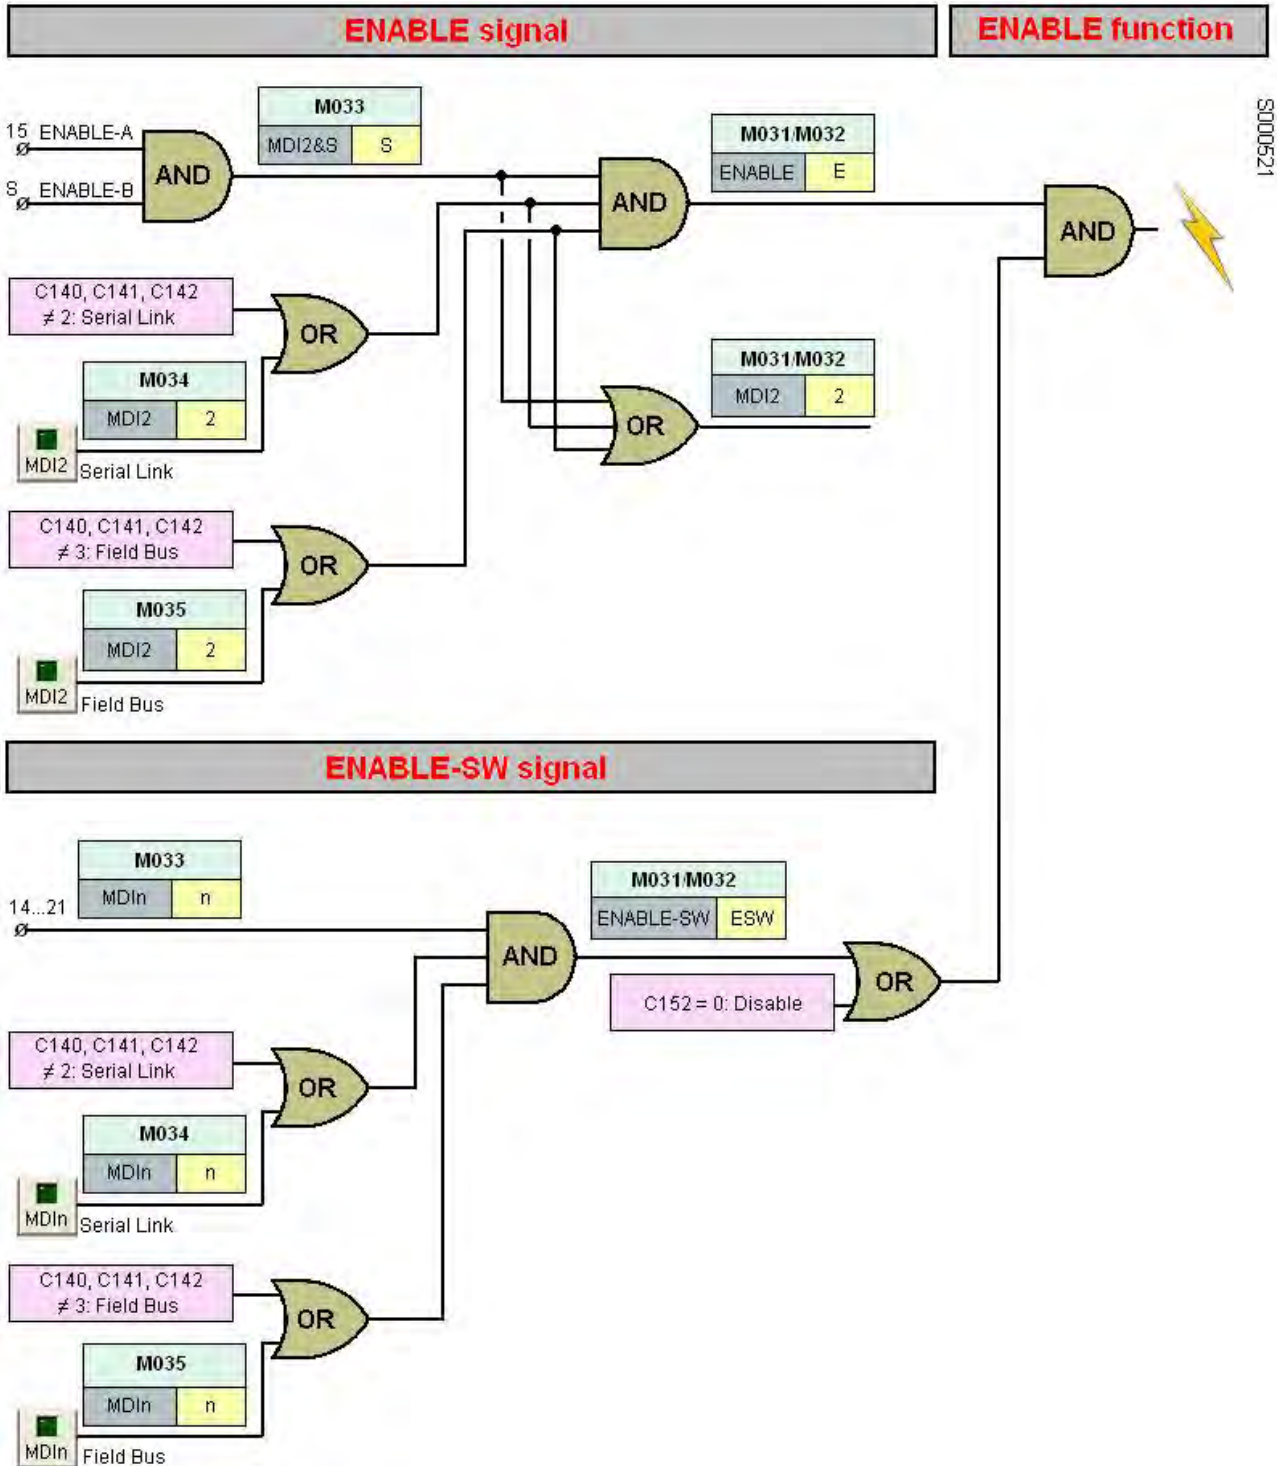 ENABLE signal
ENABLE function
S000521
M033
MDI2&S S
15 ENABLE-A
S ENABLE-B
AND
M031/M032
ENABLE E
AND
AND
C140, C141, C142
≠ 2: Serial Link
OR
M034
MDI2 2
MDI2
Serial Link
M031/M032
MDI2 2
OR
C140, C141, C142
≠ 3: Field Bus
OR
M035
MDI2 2
MDI2
Field Bus
ENABLE-SW signal
M033
MDIn n
14...21
M031/M032
ENABLE-SW ESW
AND
C152 = 0: Disable
OR
C140, C141, C142
≠ 2: Serial Link
OR
M034
MDIn n
MDIn
Serial Link
C140, C141, C142
≠ 3: Field Bus
OR
M035
MDIn n
MDIn
Field Bus